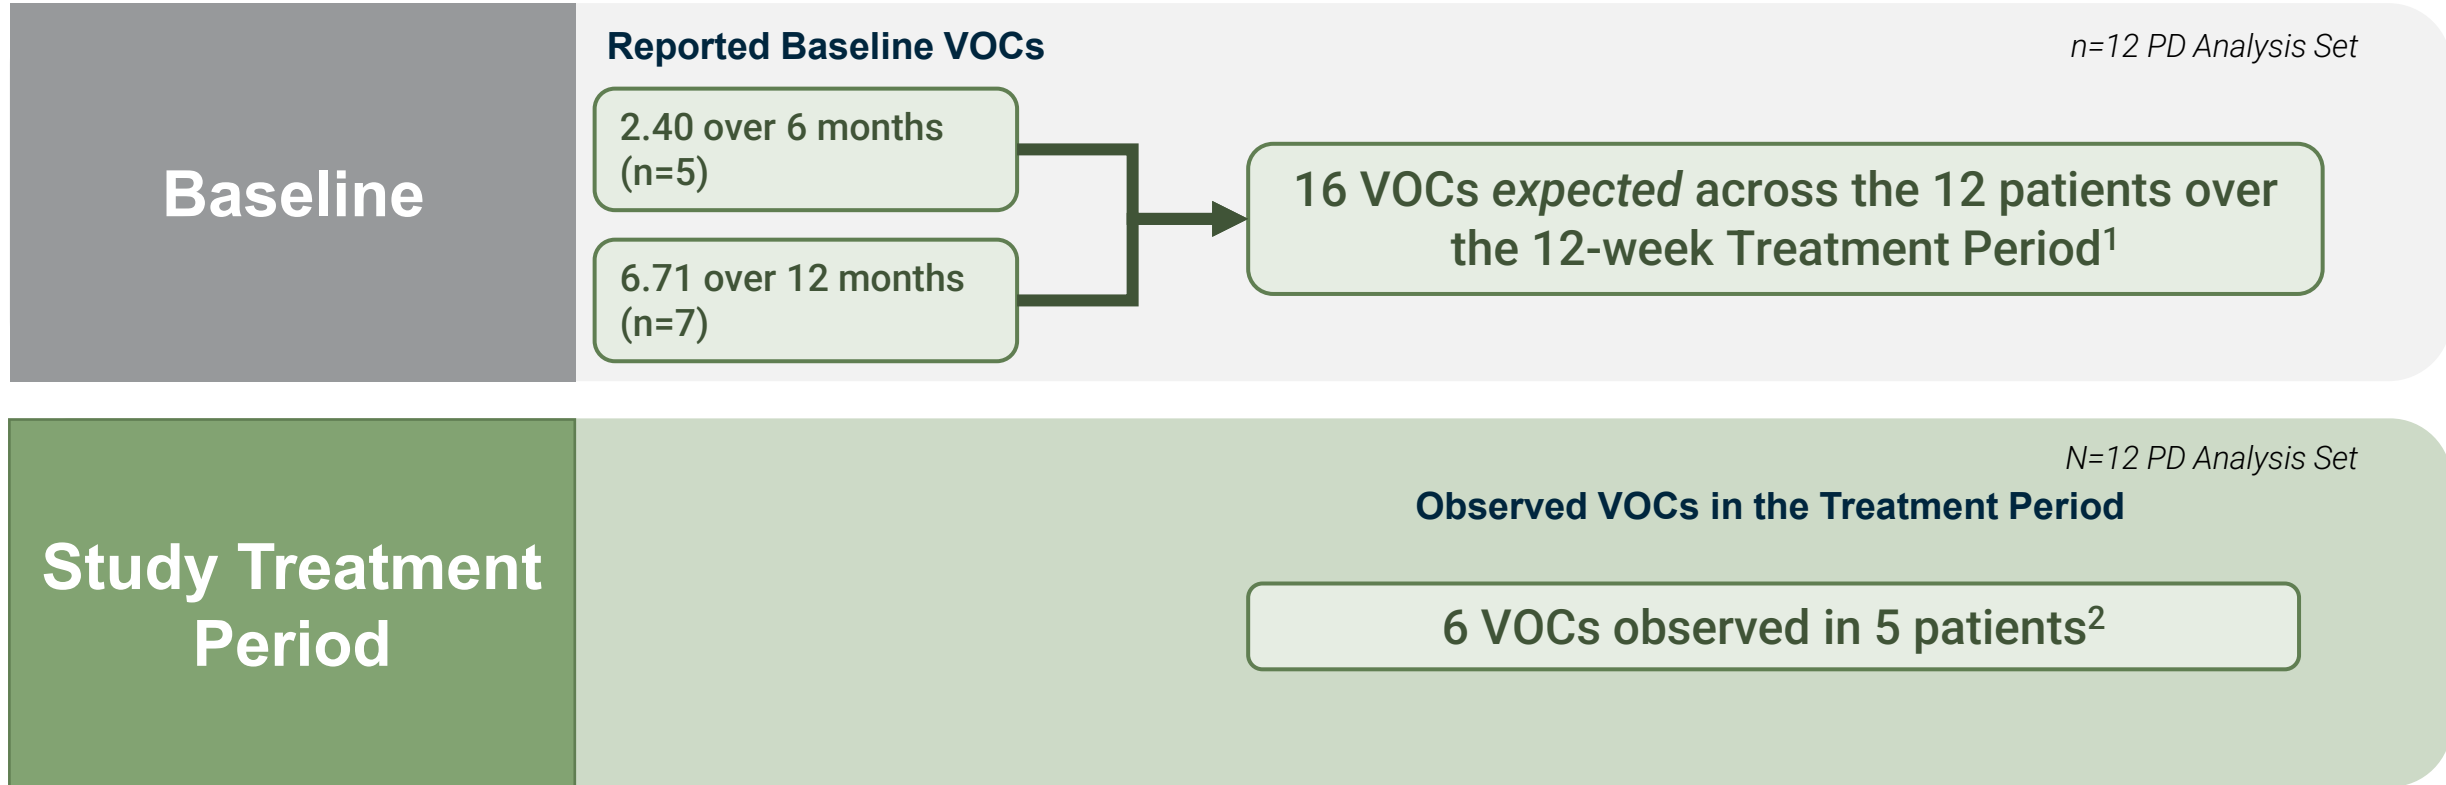 Baseline
Reported Baseline VOCs
n=12 PD Analysis Set
2.40 over 6 months
(n=5)
6.71 over 12 months
(n=7)
16 VOCs expected across the 12 patients over
the 12-week Treatment Period¹
Study Treatment
Period
N=12 PD Analysis Set
Observed VOCs in the Treatment Period
6 VOCs observed in 5 patients²